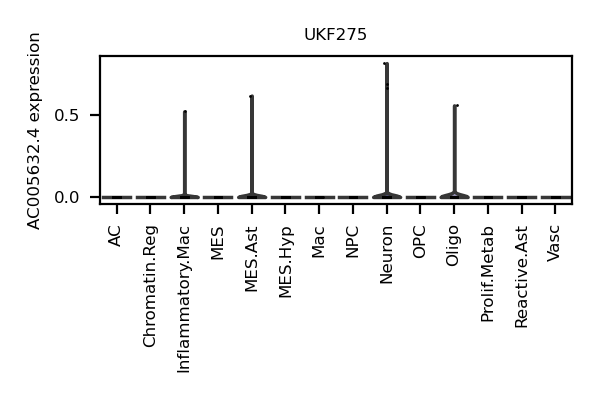 UKF275
AC005632.4 expression
0.5
0.0
AC
Chromatin.Reg
Inflammatory.Mac
MES
MES.Ast
MES.Hyp
Mac
NPC
Neuron
OPC
Oligo
Prolif.Metab
Reactive.Ast
Vasc